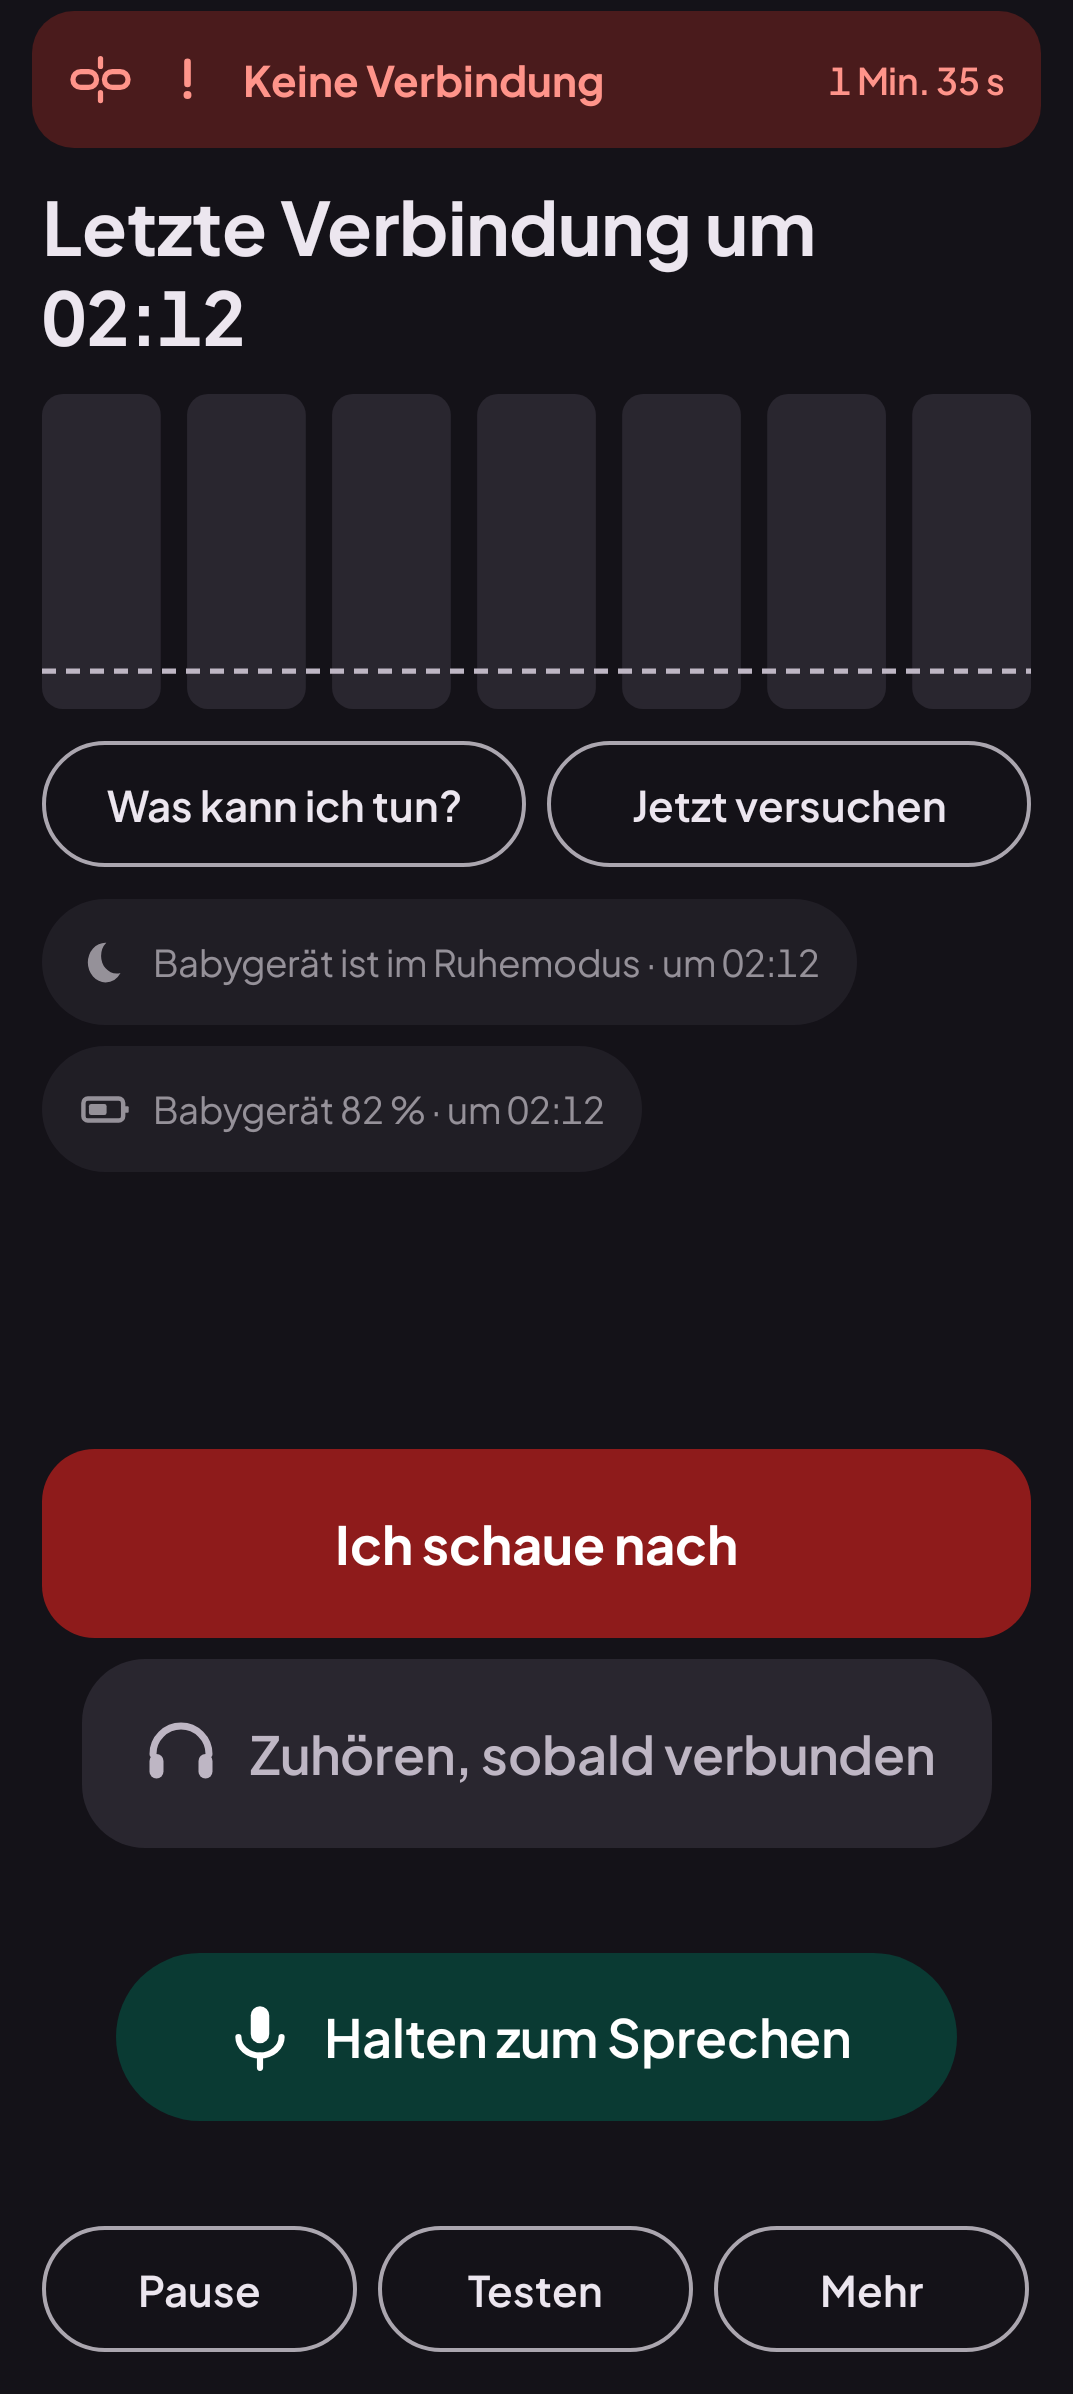 Keine Verbindung
1 Min. 35 s
Letzte Verbindung um
02:12
Was kann ich tun?
Jetzt versuchen
Babygerät ist im Ruhemodus · um 02:12
Babygerät 82 % · um 02:12
Ich schaue nach
Zuhören, sobald verbunden
Halten zum Sprechen
Pause
Testen
Mehr